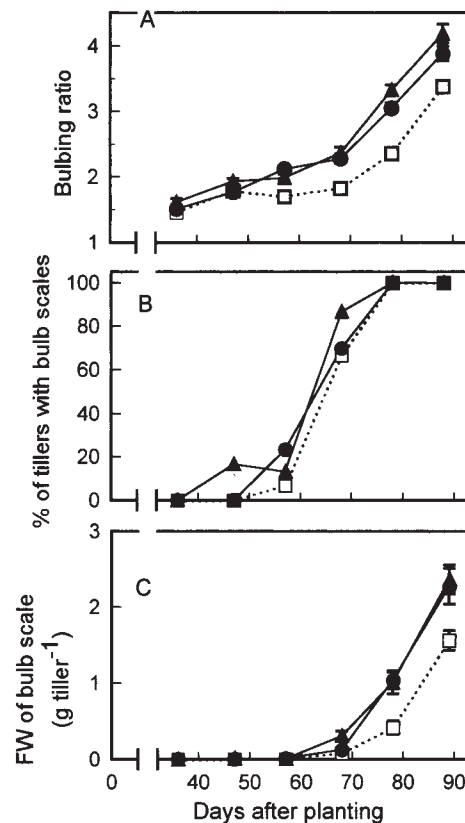 A
Bulbing ratio
4
3
2
1
B
% of tillers with bulb scales
100
80
60
40
20
0
C
FW of bulb scale
(g tiller⁻¹)
3
2
1
0
0 40 50 60 70 80 90
Days after planting